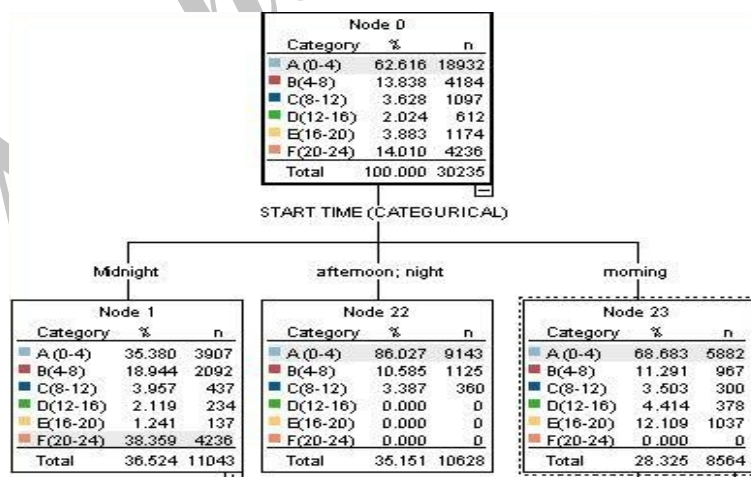 Node 0
Category % n
A (0-4) 62.616 18932
B(4-8) 13.838 4184
C(8-12) 3.628 1097
D(12-16) 2.024 612
E(16-20) 3.883 1174
F(20-24) 14.010 4236
Total 100.000 30235
START TIME (CATEGURICAL)
Midnight afternoon; night morning
Node 1
Category % n
A (0-4) 35.380 3907
B(4-8) 18.944 2092
C(8-12) 3.957 437
D(12-16) 2.119 234
E(16-20) 1.241 137
F(20-24) 38.359 4236
Total 36.524 11043
Node 22
Category % n
A (0-4) 86.027 9143
B(4-8) 10.585 1125
C(8-12) 3.387 360
D(12-16) 0.000 0
E(16-20) 0.000 0
F(20-24) 0.000 0
Total 35.151 10628
Node 23
Category % n
A (0-4) 68.683 5882
B(4-8) 11.291 967
C(8-12) 3.503 300
D(12-16) 4.414 378
E(16-20) 12.109 1037
F(20-24) 0.000 0
Total 28.325 8564